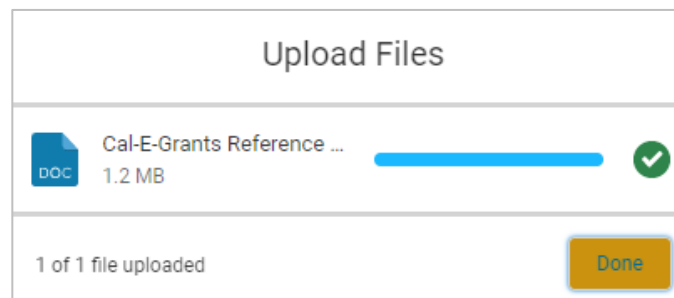 Upload Files
Cal-E-Grants Reference ...
DOC
1.2 MB
1 of 1 file uploaded
Done